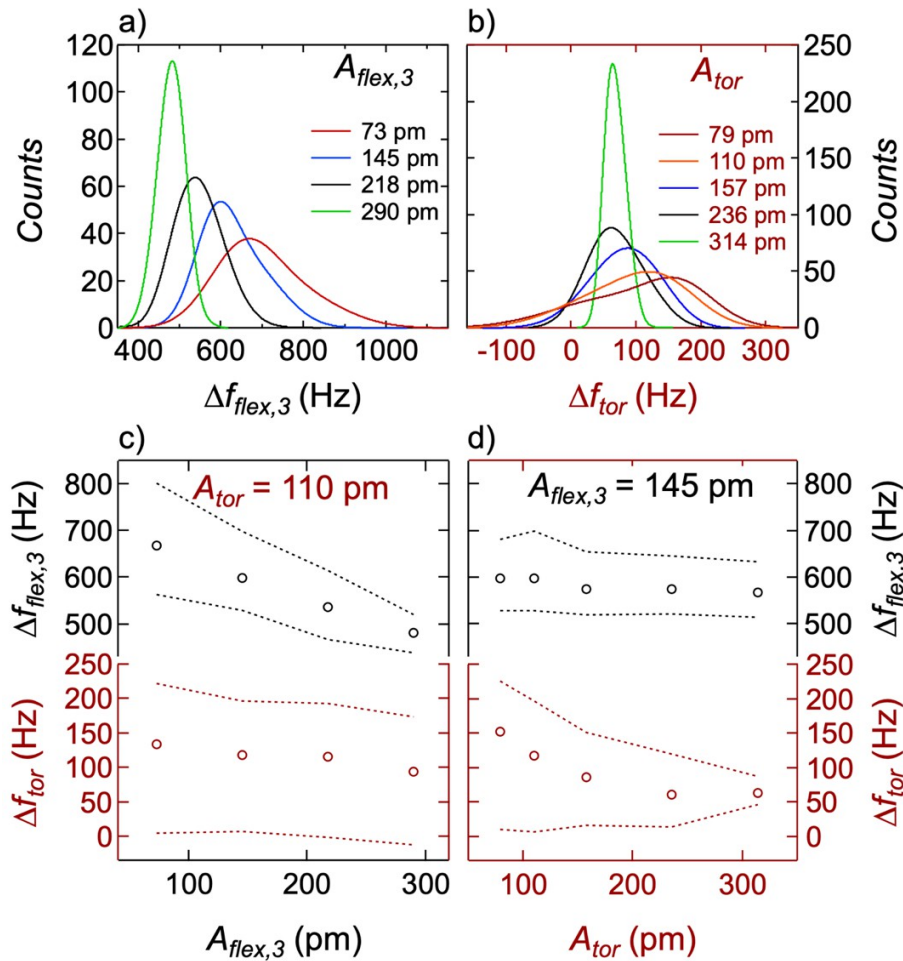 a)
120
100
80
60
40
20
0
Counts
A_flex,3
73 pm
145 pm
218 pm
290 pm
400 600 800 1000
Δf_flex,3 (Hz)
b)
A_tor
79 pm
110 pm
157 pm
236 pm
314 pm
250
200
150
100
50
0
Counts
-100 0 100 200 300
Δf_tor (Hz)
c)
A_tor = 110 pm
800
700
600
500
Δf_flex,3 (Hz)
250
200
150
100
50
0
Δf_tor (Hz)
100 200 300
A_flex,3 (pm)
d)
A_flex,3 = 145 pm
800
700
600
500
Δf_flex,3 (Hz)
250
200
150
100
50
0
Δf_tor (Hz)
100 200 300
A_tor (pm)